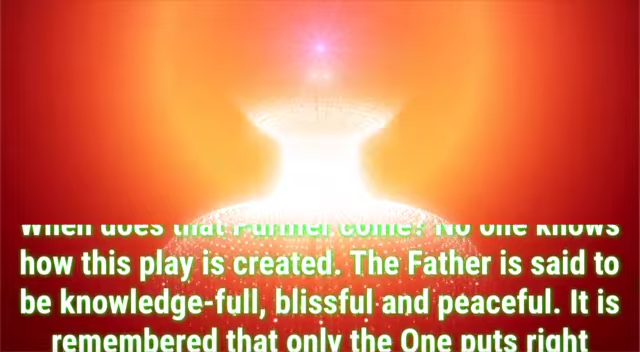 When does that Purifier come? No one knows
how this play is created. The Father is said to
be knowledge-full, blissful and peaceful. It is
remembered that only the One puts right